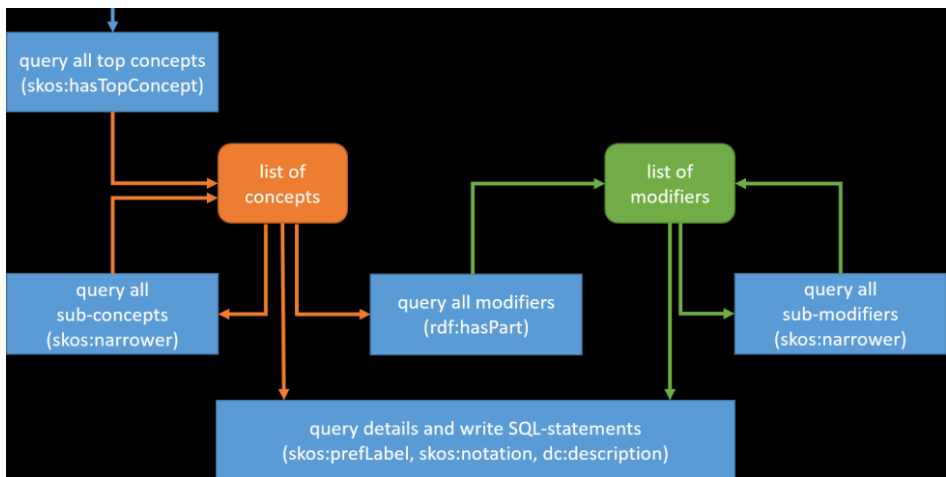 query all top concepts
(skos:hasTopConcept)
list of
concepts
list of
modifiers
query all
sub-concepts
(skos:narrower)
query all modifiers
(rdf:hasPart)
query all
sub-modifiers
(skos:narrower)
query details and write SQL-statements
(skos:prefLabel, skos:notation, dc:description)